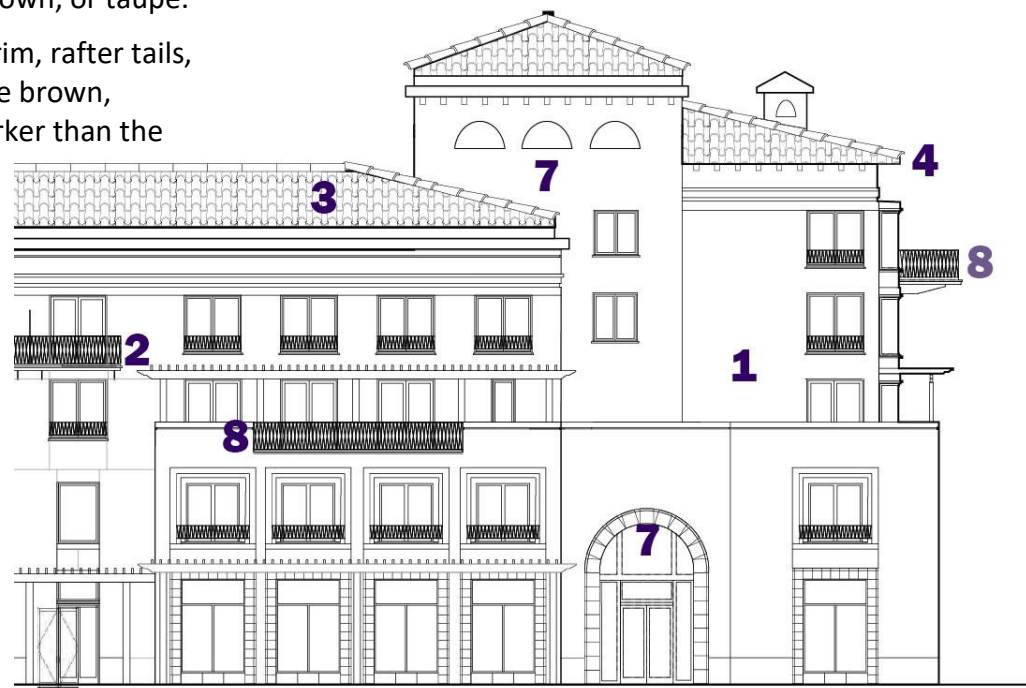 own, or taupe.
rim, rafter tails,
e brown,
rker than the
4
7
3
8
2
1
8
7